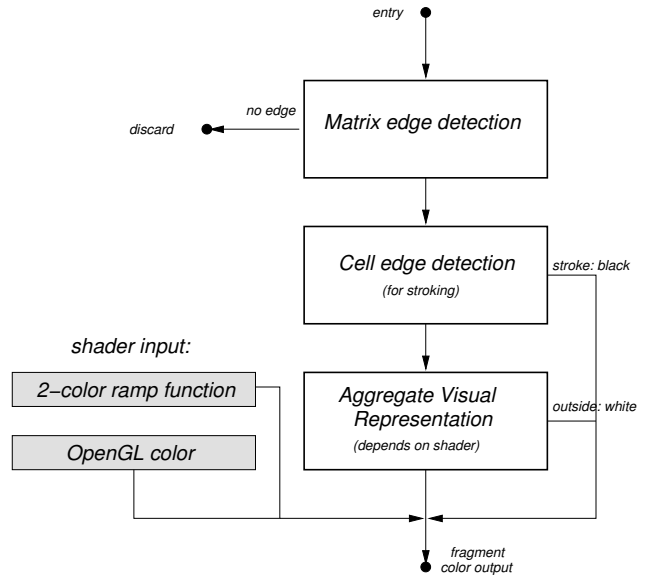 entry
no edge
discard
Matrix edge detection
Cell edge detection
(for stroking)
stroke: black
shader input:
2-color ramp function
OpenGL color
Aggregate Visual
Representation
(depends on shader)
outside: white
fragment
color output